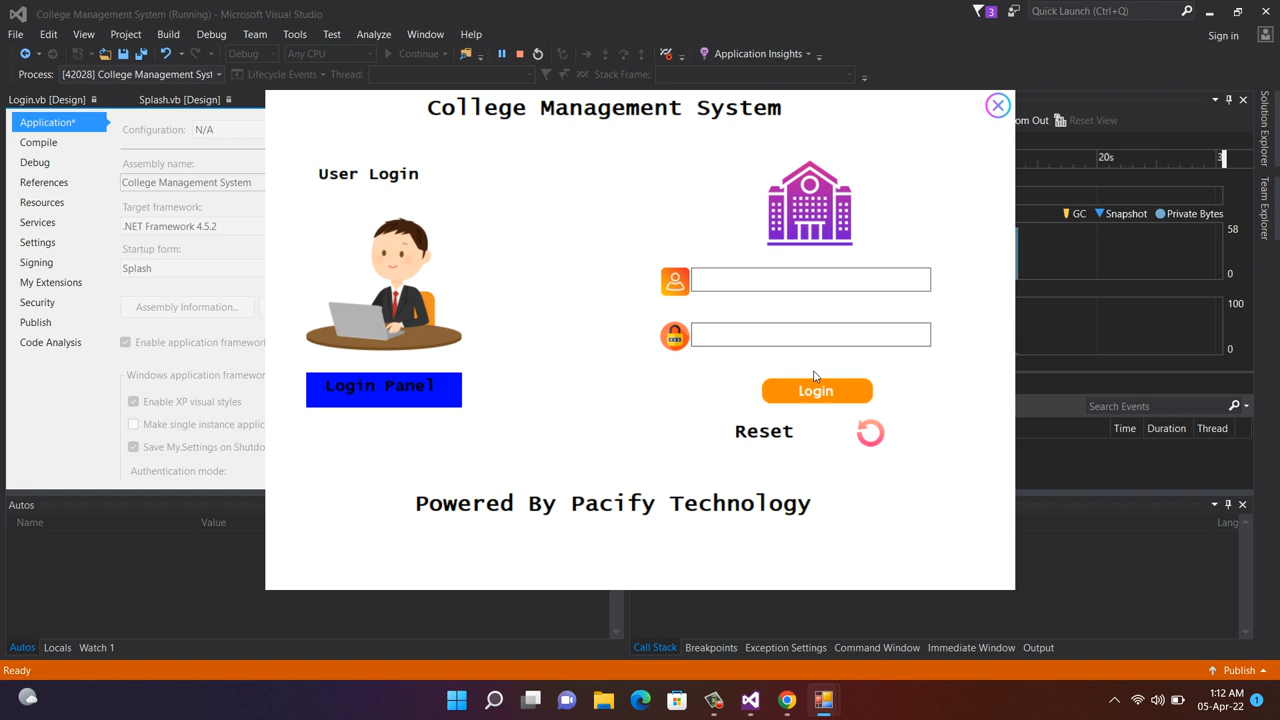 College Management System (Running) - Microsoft Visual Studio
3
Quick Launch (Ctrl+Q)
File Edit View Project Build Debug Team Tools Test Analyze Window Help
Sign in
Debug Any CPU Continue Application Insights
Process: [42028] College Management Syst Lifecycle Events Thread: Stack Frame:
Login.vb [Design] Splash.vb [Design]
Application*
Compile
Debug
References
Resources
Services
Settings
Signing
My Extensions
Security
Publish
Code Analysis
Configuration: N/A
Assembly name:
College Management System
Target framework:
.NET Framework 4.5.2
Startup form:
Splash
Assembly Information...
Enable application framework
Windows application framework
Enable XP visual styles
Make single instance applic
Save My.Settings on Shutdo
Authentication mode:
College Management System
User Login
Login Panel
Login
Reset
Powered By Pacify Technology
om Out Reset View
20s
GC Snapshot Private Bytes
58
0
100
0
Search Events
Time Duration Thread
Solution Explorer
Team Explorer
Autos
Name Value
Lang
Autos Locals Watch 1
Call Stack Breakpoints Exception Settings Command Window Immediate Window Output
Ready
Publish
1:12 AM
05-Apr-22
1